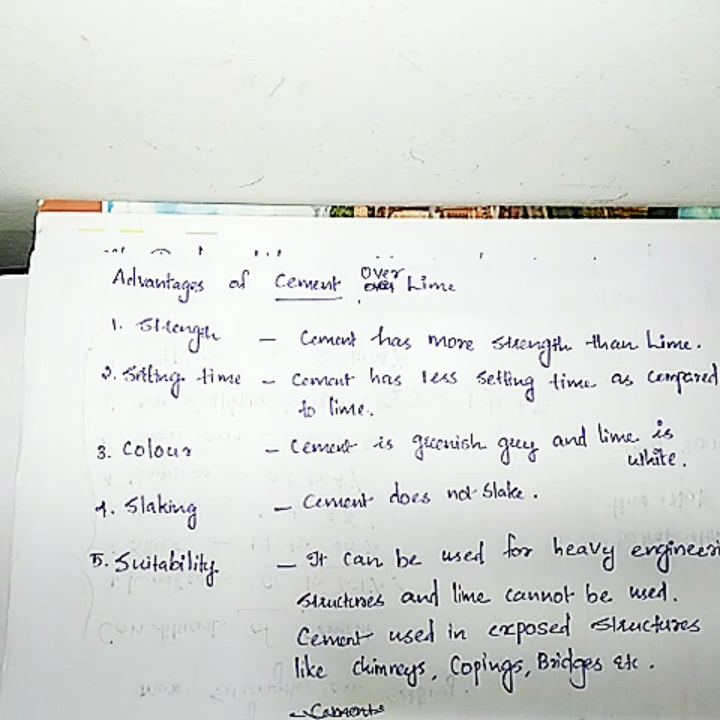 Advantages of Cement Over Lime
1. Strength - Cement has more strength than Lime.
2. Setting time - Cement has less setting time as compared
to lime.
3. Colour - Cement is greenish grey and lime is
white.
4. Slaking - Cement does not slake.
5. Suitability - It can be used for heavy engineeri
structures and lime cannot be used.
Cement used in exposed structures
like chimneys, Copings, Bridges etc.